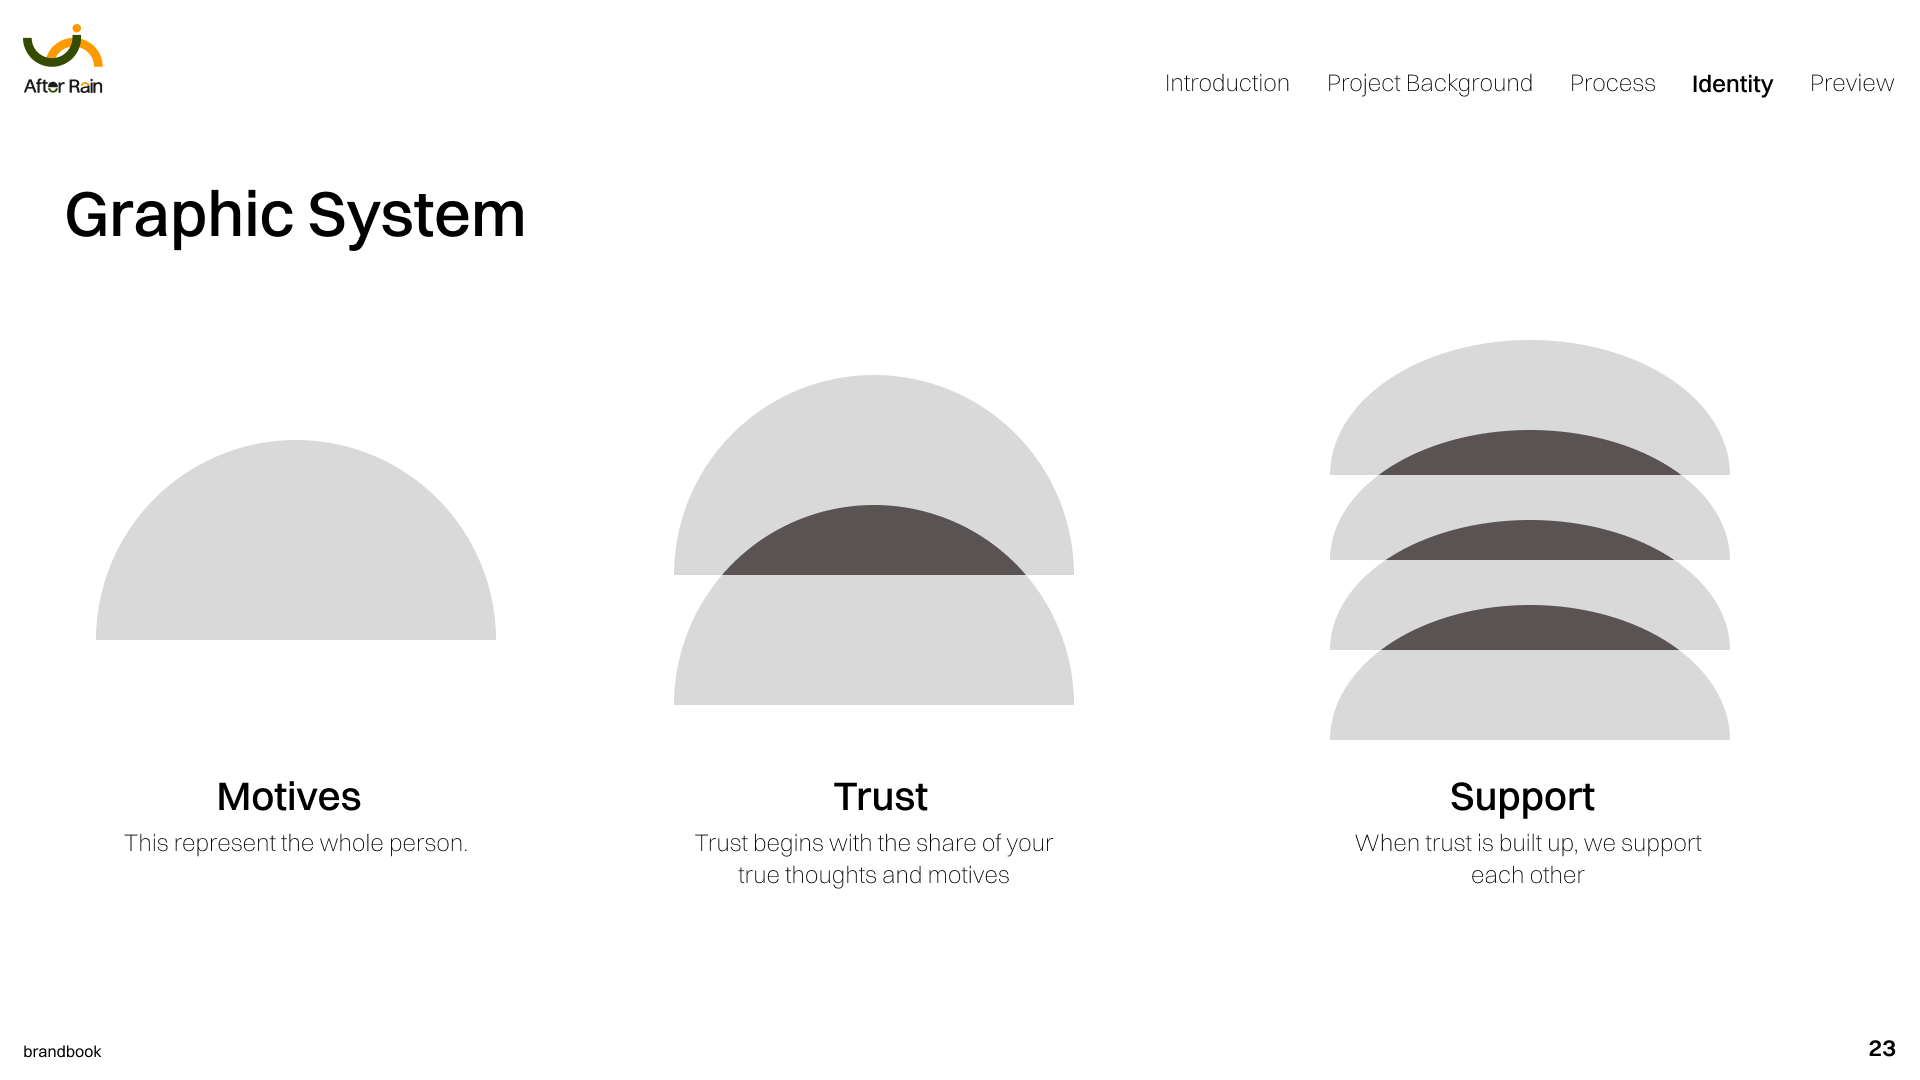 After Rain
Introduction Project Background Process Identity Preview
Graphic System
Motives
This represent the whole person.
Trust
Trust begins with the share of your
true thoughts and motives
Support
When trust is built up, we support
each other
brandbook
23